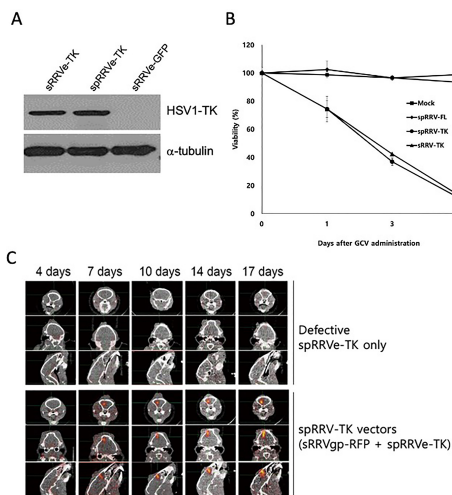 A
sRRVe-TK
spRRVe-TK
sRRVe-GFP
HSV1-TK
α-tubulin
B
120
100
80
60
40
20
0
Viability (%)
Mock
spRRV-FL
spRRV-TK
sRRV-TK
0
1
3
Days after GCV administration
C
4 days
7 days
10 days
14 days
17 days
Defective
spRRVe-TK only
spRRV-TK vectors
(sRRVgp-RFP + spRRVe-TK)